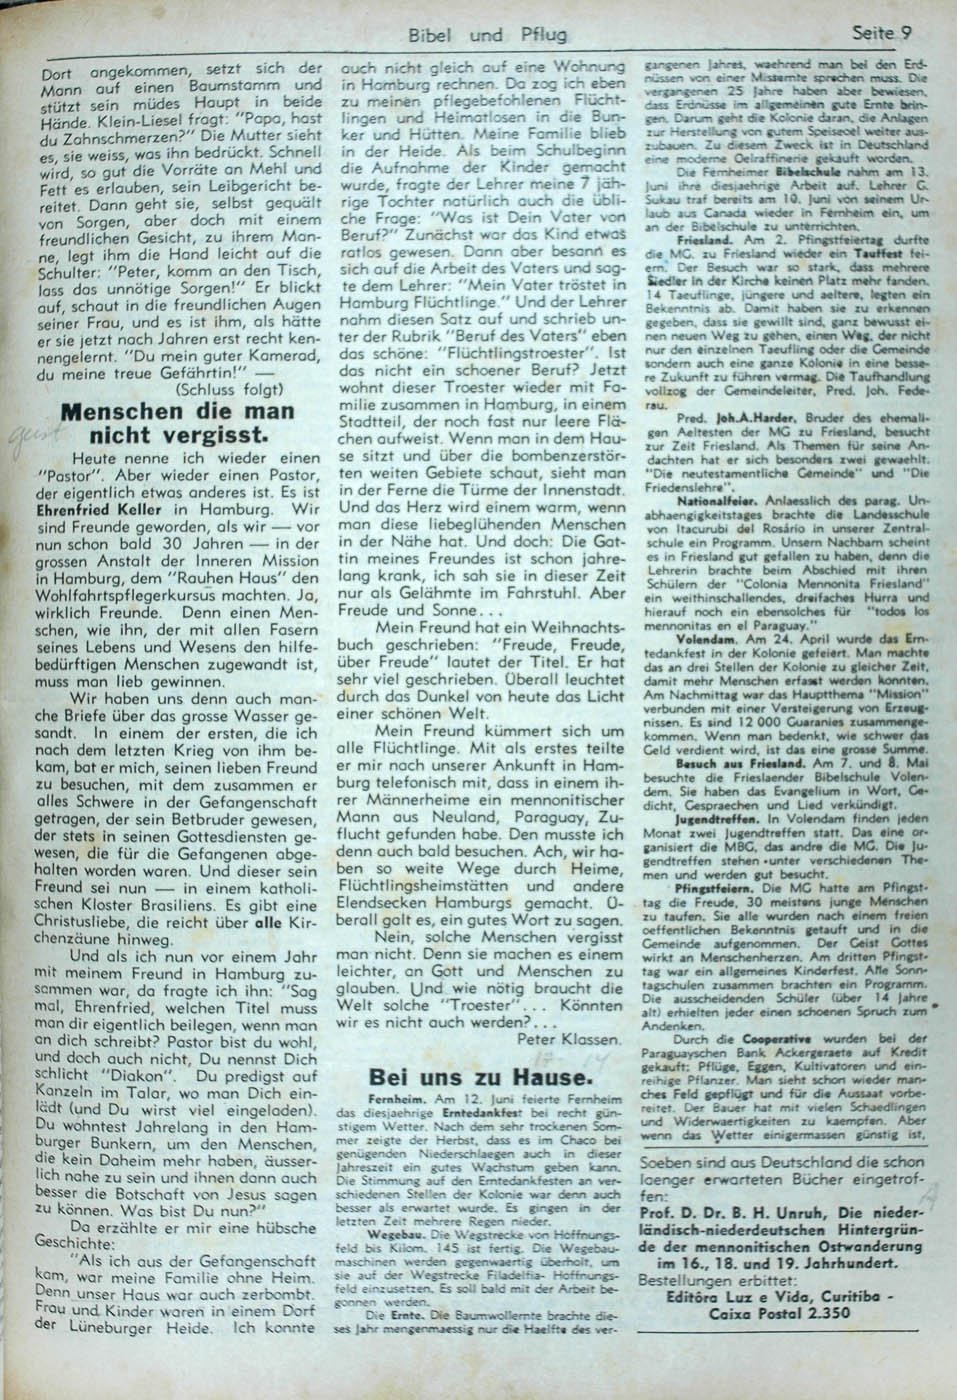 Bibel und Pflug
Seite 9
Dort angekommen, setzt sich der
Mann auf einen Baumstamm und
stützt sein müdes Haupt in beide
Hände. Klein-Liesel fragt: "Papa, hast
du Zahnschmerzen?" Die Mutter sieht
es, sie weiss, was ihn bedrückt. Schnell
wird, so gut die Vorräte an Mehl und
Fett es erlauben, sein Leibgericht be-
reitet. Dann geht sie, selbst gequält
von Sorgen, aber doch mit einem
freundlichen Gesicht, zu ihrem Man-
ne, legt ihm die Hand leicht auf die
Schulter: "Peter, komm an den Tisch,
lass das unnötige Sorgen!" Er blickt
auf, schaut in die freundlichen Augen
seiner Frau, und es ist ihm, als hätte
er sie jetzt nach Jahren erst recht ken-
nengelernt. "Du mein guter Kamerad,
du meine treue Gefährtin!" —
(Schluss folgt)
Menschen die man
nicht vergisst.
Heute nenne ich wieder einen
"Pastor". Aber wieder einen Pastor,
der eigentlich etwas anderes ist. Es ist
Ehrenfried Keller in Hamburg. Wir
sind Freunde geworden, als wir — vor
nun schon bald 30 Jahren — in der
grossen Anstalt der Inneren Mission
in Hamburg, dem "Rauhen Haus" den
Wohlfahrtspflegerkursus machten. Ja,
wirklich Freunde. Denn einen Men-
schen, wie ihn, der mit allen Fasern
seines Lebens und Wesens den hilfe-
bedürftigen Menschen zugewandt ist,
muss man lieb gewinnen.
Wir haben uns denn auch man-
che Briefe über das grosse Wasser ge-
sandt. In einem der ersten, die ich
nach dem letzten Krieg von ihm be-
kam, bat er mich, seinen lieben Freund
zu besuchen, mit dem zusammen er
alles Schwere in der Gefangenschaft
getragen, der sein Betbruder gewesen,
der stets in seinen Gottesdiensten ge-
wesen, die für die Gefangenen abge-
halten worden waren. Und dieser sein
Freund sei nun — in einem katholi-
schen Kloster Brasiliens. Es gibt eine
Christusliebe, die reicht über alle Kir-
chenzäune hinweg.
Und als ich nun vor einem Jahr
mit meinem Freund in Hamburg zu-
sammen war, da fragte ich ihn: "Sag
mal, Ehrenfried, welchen Titel muss
man dir eigentlich beilegen, wenn man
an dich schreibt? Pastor bist du wohl,
und doch auch nicht, Du nennst Dich
schlicht "Diakon". Du predigst auf
Kanzeln im Talar, wo man Dich ein-
lädt (und Du wirst viel eingeladen).
Du wohntest Jahrelang in den Ham-
burger Bunkern, um den Menschen,
die kein Daheim mehr haben, äusser-
lich nahe zu sein und ihnen dann auch
besser die Botschaft von Jesus sagen
zu können. Was bist Du nun?"
Da erzählte er mir eine hübsche
Geschichte:
"Als ich aus der Gefangenschaft
kam, war meine Familie ohne Heim.
Denn unser Haus war auch zerbombt.
Frau und Kinder waren in einem Dorf
der Lüneburger Heide. Ich konnte
auch nicht gleich auf eine Wohnung
in Hamburg rechnen. Da zog ich eben
zu meinen pflegebefohlenen Flücht-
lingen und Heimatlosen in die Bun-
ker und Hütten. Meine Familie blieb
in der Heide. Als beim Schulbeginn
die Aufnahme der Kinder gemacht
wurde, fragte der Lehrer meine 7 jäh-
rige Tochter natürlich auch die übli-
che Frage: "Was ist Dein Vater von
Beruf?" Zunächst war das Kind etwas
ratlos gewesen. Dann aber besann es
sich auf die Arbeit des Vaters und sag-
te dem Lehrer: "Mein Vater tröstet in
Hamburg Flüchtlinge." Und der Lehrer
nahm diesen Satz auf und schrieb un-
ter der Rubrik "Beruf des Vaters" eben
das schöne: "Flüchtlingstroester". Ist
das nicht ein schoener Beruf? Jetzt
wohnt dieser Troester wieder mit Fa-
milie zusammen in Hamburg, in einem
Stadtteil, der noch fast nur leere Flä-
chen aufweist. Wenn man in dem Hau-
se sitzt und über die bombenzerstör-
ten weiten Gebiete schaut, sieht man
in der Ferne die Türme der Innenstadt.
Und das Herz wird einem warm, wenn
man diese liebeglühenden Menschen
in der Nähe hat. Und doch: Die Gat-
tin meines Freundes ist schon jahre-
lang krank, ich sah sie in dieser Zeit
nur als Gelähmte im Fahrstuhl. Aber
Freude und Sonne...
Mein Freund hat ein Weihnachts-
buch geschrieben: "Freude, Freude,
über Freude" lautet der Titel. Er hat
sehr viel geschrieben. Überall leuchtet
durch das Dunkel von heute das Licht
einer schönen Welt.
Mein Freund kümmert sich um
alle Flüchtlinge. Mit als erstes teilte
er mir nach unserer Ankunft in Ham-
burg telefonisch mit, dass in einem ih-
rer Männerheime ein mennonitischer
Mann aus Neuland, Paraguay, Zu-
flucht gefunden habe. Den musste ich
denn auch bald besuchen. Ach, wir ha-
ben so weite Wege durch Heime,
Flüchtlingsheimstätten und andere
Elendsecken Hamburgs gemacht. Ü-
berall galt es, ein gutes Wort zu sagen.
Nein, solche Menschen vergisst
man nicht. Denn sie machen es einem
leichter, an Gott und Menschen zu
glauben. Und wie nötig braucht die
Welt solche "Troester"... Könnten
wir es nicht auch werden?...
Peter Klassen.
Bei uns zu Hause.
Fernheim. Am 12. Juni feierte Fernheim
das diesjaehrige Erntedankfest bei recht gün-
stigem Wetter. Nach dem sehr trockenen Som-
mer zeigte der Herbst, dass es im Chaco bei
genügenden Niederschlaegen auch in dieser
Jahreszeit ein gutes Wachstum geben kann.
Die Stimmung auf den Erntedankfesten an ver-
schiedenen Stellen der Kolonie war denn auch
besser als erwartet wurde. Es gingen in der
letzten Zeit mehrere Regen nieder.
Wegebau. Die Wegstrecke von Hoffnungs-
feld bis Kilom. 145 ist fertig. Die Wegebau-
maschinen werden gegenwaertig überholt, um
sie auf der Wegstrecke Filadelfia- Hoffnungs-
feld einzusetzen. Es soll bald mit der Arbeit be-
gonnen werden.
Die Ernte. Die Baumwollernte brachte die-
ses Jahr mengenmaessig nur die Haelfte des ver-
gangenen Jahres, waehrend man bei den Erd-
nüssen von einer Missernte sprechen muss. Die
vergangenen 25 Jahre haben aber bewiesen,
dass Erdnüsse im allgemeinen gute Ernte brin-
gen. Darum geht die Kolonie daran, die Anlagen
zur Herstellung von gutem Speiseoel weiter aus-
zubauen. Zu diesem Zweck ist in Deutschland
eine moderne Oelraffinerie gekauft worden.
Die Fernheimer Bibelschule nahm am 13.
Juni ihre diesjaehrige Arbeit auf. Lehrer G.
Sukau traf bereits am 10. Juni von seinem Ur-
laub aus Canada wieder in Fernheim ein, um
an der Bibelschule zu unterrichten.
Friesland. Am 2. Pfingstfeiertag durfte
die MG. zu Friesland wieder ein Tauffest fei-
ern. Der Besuch war so stark, dass mehrere
Siedler in der Kirche keinen Platz mehr fanden.
14 Taeuflinge, jüngere und aeltere, legten ein
Bekenntnis ab. Damit haben sie zu erkennen
gegeben, dass sie gewillt sind, ganz bewusst ei-
nen neuen Weg zu gehen, einen Weg, der nicht
nur den einzelnen Taeufling oder die Gemeinde
sondern auch eine ganze Kolonie in eine besse-
re Zukunft zu führen vermag. Die Taufhandlung
vollzog der Gemeindeleiter, Pred. Joh. Fede-
rau.
Pred. Joh.A.Harder, Bruder des ehemali-
gen Aeltesten der MG zu Friesland, besucht
zur Zeit Friesland. Als Themen für seine An-
dachten hat er sich besonders zwei gewaehlt.
"Die neutestamentliche Gemeinde" und "Die
Friedenslehre".
Nationalfeier. Anlaesslich des parag. Un-
abhaengigkeitstages brachte die Landesschule
von Itacurubi del Rosário in unserer Zentral-
schule ein Programm. Unsern Nachbarn scheint
es in Friesland gut gefallen zu haben, denn die
Lehrerin brachte beim Abschied mit ihren
Schülern der "Colonia Mennonita Friesland"
ein weithinschallendes, dreifaches Hurra und
hierauf noch ein ebensolches für "todos los
mennonitas en el Paraguay."
Volendam. Am 24. April wurde das Ern-
tedankfest in der Kolonie gefeiert. Man machte
das an drei Stellen der Kolonie zu gleicher Zeit,
damit mehr Menschen erfasst werden konnten.
Am Nachmittag war das Hauptthema "Mission"
verbunden mit einer Versteigerung von Erzeug-
nissen. Es sind 12 000 Guaranies zusammenge-
kommen. Wenn man bedenkt, wie schwer das
Geld verdient wird, ist das eine grosse Summe.
Besuch aus Friesland. Am 7. und 8. Mai
besuchte die Frieslaender Bibelschule Volen-
dam. Sie haben das Evangelium in Wort, Ge-
dicht, Gespraechen und Lied verkündigt.
Jugendtreffen. In Volendam finden jeden
Monat zwei Jugendtreffen statt. Das eine or-
ganisiert die MBG, das andre die MG. Die Ju-
gendtreffen stehen unter verschiedenen The-
men und werden gut besucht.
Pfingstfeiern. Die MG hatte am Pfingst-
tag die Freude, 30 meistens junge Menschen
zu taufen. Sie alle wurden nach einem freien
oeffentlichen Bekenntnis getauft und in die
Gemeinde aufgenommen. Der Geist Gottes
wirkt an Menschenherzen. Am dritten Pfingst-
tag war ein allgemeines Kinderfest. Alle Sonn-
tagschulen zusammen brachten ein Programm.
Die ausscheidenden Schüler (über 14 Jahre
alt) erhielten jeder einen schoenen Spruch zum
Andenken.
Durch die Cooperative wurden bei der
Paraguayschen Bank Ackergeraete auf Kredit
gekauft: Pflüge, Eggen, Kultivatoren und ein-
reihige Pflanzer. Man sieht schon wieder man-
ches Feld gepflügt und für die Aussaat vorbe-
reitet. Der Bauer hat mit vielen Schaedlingen
und Widerwaertigkeiten zu kaempfen. Aber
wenn das Wetter einigermassen günstig ist,
Soeben sind aus Deutschland die schon
laenger erwarteten Bücher eingetrof-
fen:
Prof. D. Dr. B. H. Unruh, Die nieder-
ländisch-niederdeutschen Hintergrün-
de der mennonitischen Ostwanderung
im 16., 18. und 19. Jahrhundert.
Bestellungen erbittet:
Editôra Luz e Vida, Curitiba -
Caixa Postal 2.350